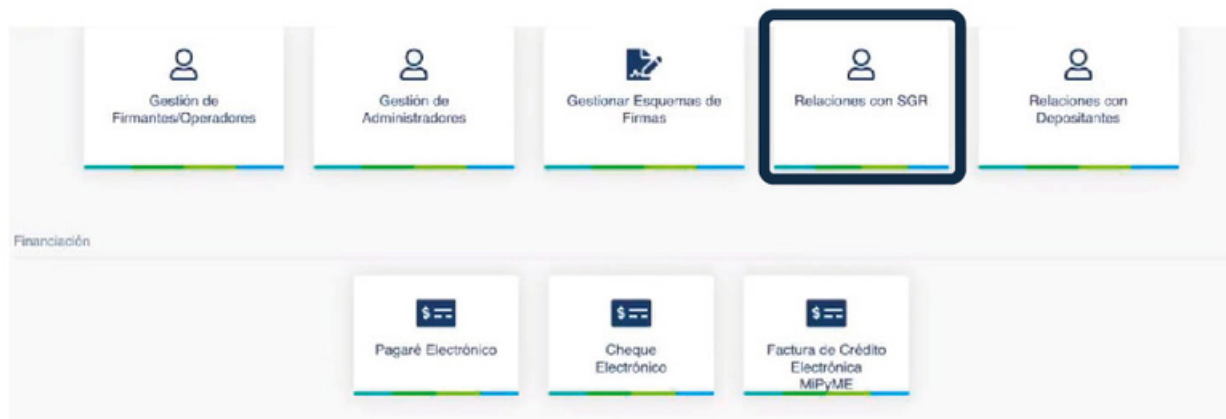 Gestión de
Firmantes/Operadores
Gestión de
Administradores
Gestionar Esquemas de
Firmas
Relaciones con SGR
Relaciones con
Depositantes
Financiación
Pagaré Electrónico
Cheque
Electrónico
Factura de Crédito
Electrónica
MiPyME